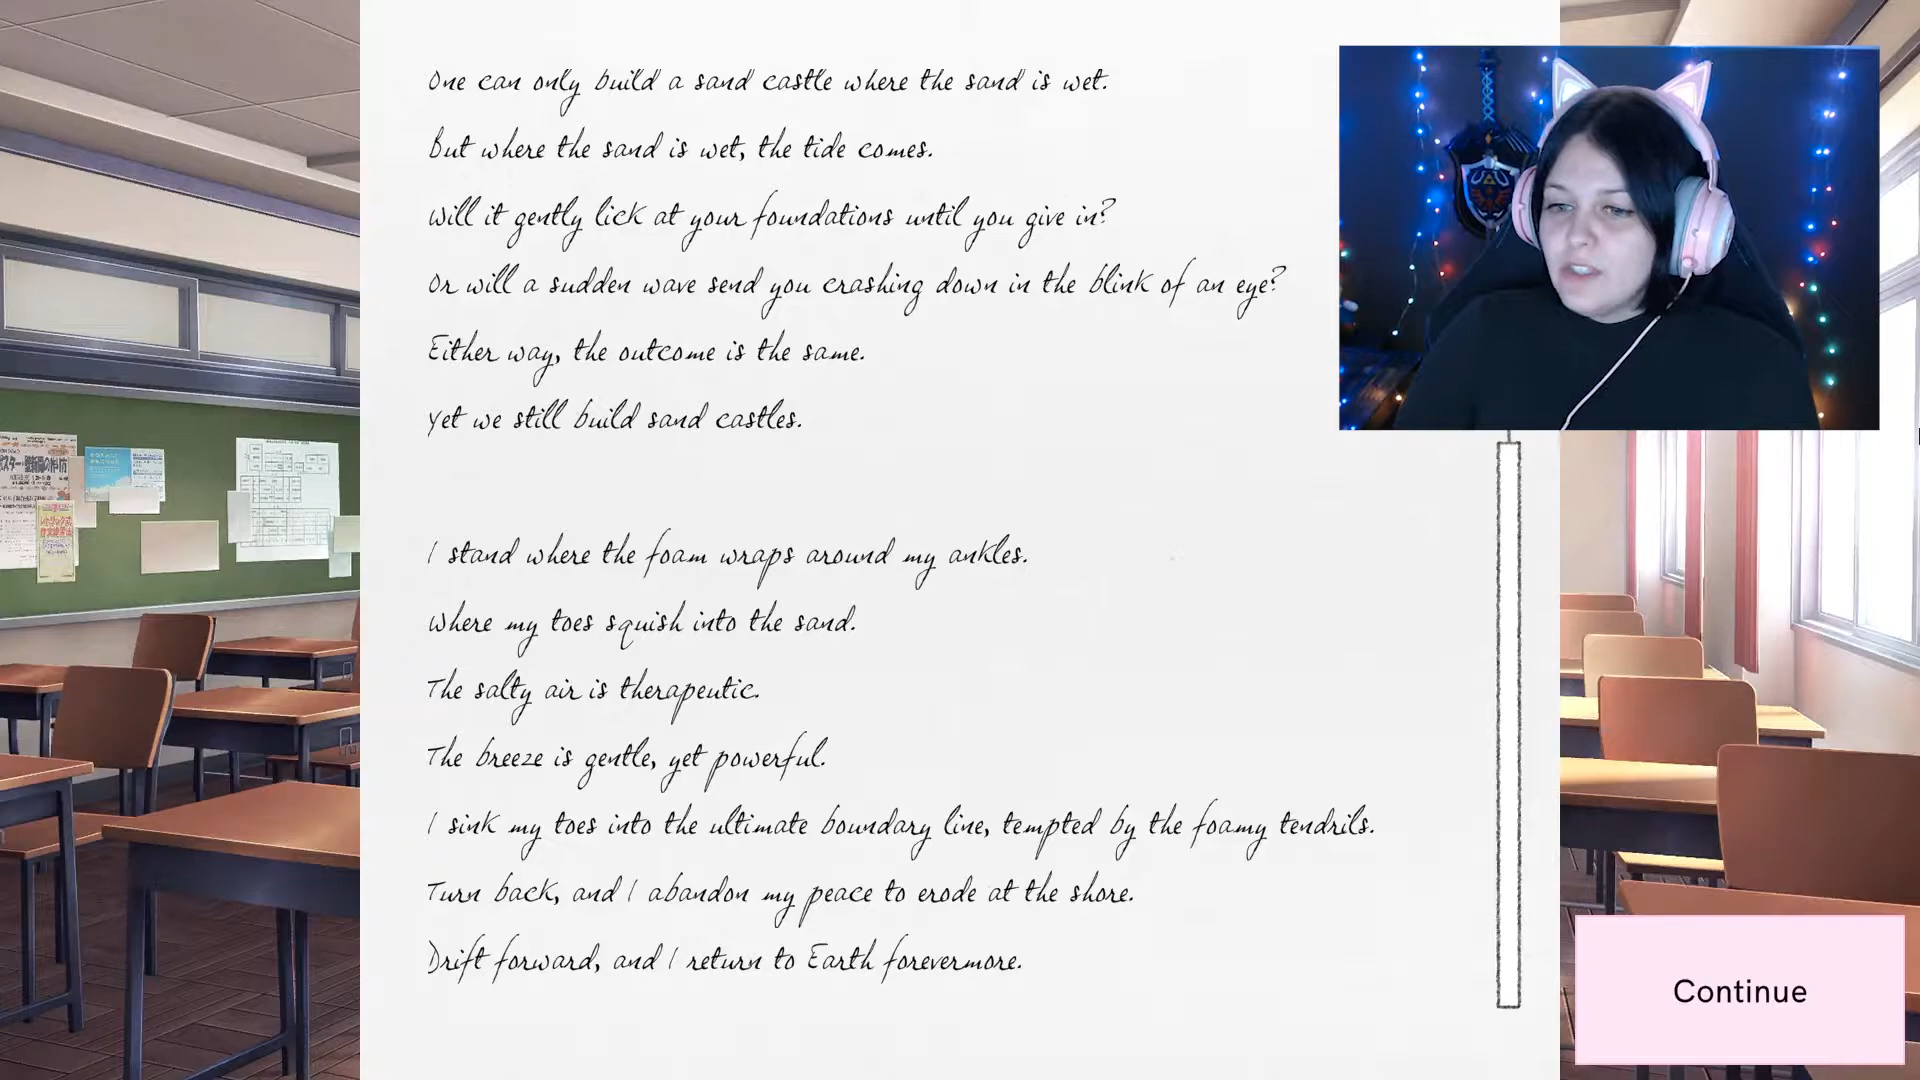 One can only build a sand castle where the sand is wet.
But where the sand is wet, the tide comes.
Will it gently lick at your foundations until you give in?
Or will a sudden wave send you crashing down in the blink of an eye?
Either way, the outcome is the same.
Yet we still build sand castles.
I stand where the foam wraps around my ankles.
Where my toes squish into the sand.
The salty air is therapeutic.
The breeze is gentle, yet powerful.
I sink my toes into the ultimate boundary line, tempted by the foamy tendrils.
Turn back, and I abandon my peace to erode at the shore.
Drift forward, and I return to Earth forevermore.
Continue